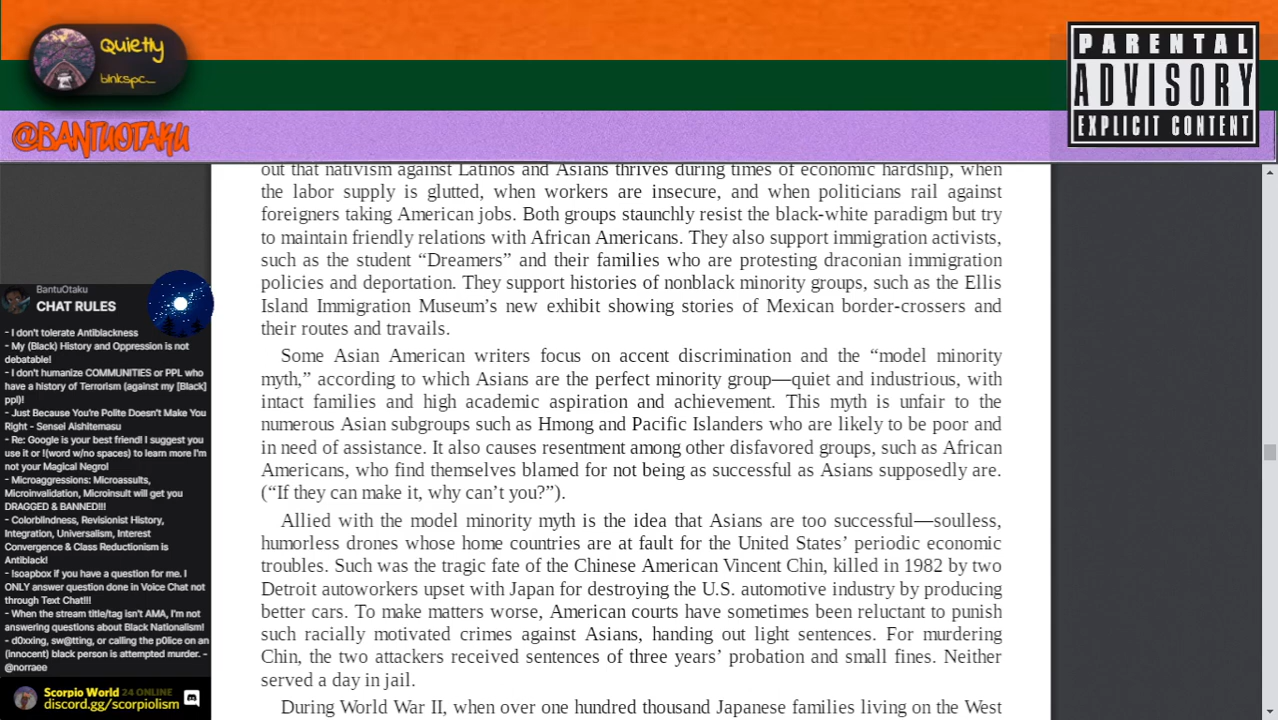 Quietly
blnkspc_
PARENTAL
ADVISORY
EXPLICIT CONTENT
@BANTUOTAKU
BantuOtaku
CHAT RULES
- I don't tolerate Antiblackness
- My (Black) History and Oppression is not
debatable!
- I don't humanize COMMUNITIES or PPL who
have a history of Terrorism (against my [Black]
ppl)!
- Just Because You're Polite Doesn't Make You
Right - Sensei Aishitemasu
- Re: Google is your best friend! I suggest you
use it or !(word w/no spaces) to learn more I'm
not your Magical Negro!
- Microaggressions: Microassults,
Microinvalidation, Microinsult will get you
DRAGGED & BANNED!!!
- Colorblindness, Revisionist History,
Integration, Universalism, Interest
Convergence & Class Reductionism is
Antiblack!
- !soapbox if you have a question for me. I
ONLY answer question done in Voice Chat not
through Text Chat!!!
- When the stream title/tag isn't AMA, I'm not
answering questions about Black Nationalism!
- d0xxing, sw@tting, or calling the p0lice on an
(innocent) black person is attempted murder. -
@norraee
Scorpio World 24 ONLINE
discord.gg/scorpiolism
out that nativism against Latinos and Asians thrives during times of economic hardship, when
the labor supply is glutted, when workers are insecure, and when politicians rail against
foreigners taking American jobs. Both groups staunchly resist the black-white paradigm but try
to maintain friendly relations with African Americans. They also support immigration activists,
such as the student “Dreamers” and their families who are protesting draconian immigration
policies and deportation. They support histories of nonblack minority groups, such as the Ellis
Island Immigration Museum’s new exhibit showing stories of Mexican border-crossers and
their routes and travails.
Some Asian American writers focus on accent discrimination and the “model minority
myth,” according to which Asians are the perfect minority group—quiet and industrious, with
intact families and high academic aspiration and achievement. This myth is unfair to the
numerous Asian subgroups such as Hmong and Pacific Islanders who are likely to be poor and
in need of assistance. It also causes resentment among other disfavored groups, such as African
Americans, who find themselves blamed for not being as successful as Asians supposedly are.
(“If they can make it, why can’t you?”).
Allied with the model minority myth is the idea that Asians are too successful—soulless,
humorless drones whose home countries are at fault for the United States’ periodic economic
troubles. Such was the tragic fate of the Chinese American Vincent Chin, killed in 1982 by two
Detroit autoworkers upset with Japan for destroying the U.S. automotive industry by producing
better cars. To make matters worse, American courts have sometimes been reluctant to punish
such racially motivated crimes against Asians, handing out light sentences. For murdering
Chin, the two attackers received sentences of three years’ probation and small fines. Neither
served a day in jail.
During World War II, when over one hundred thousand Japanese families living on the West